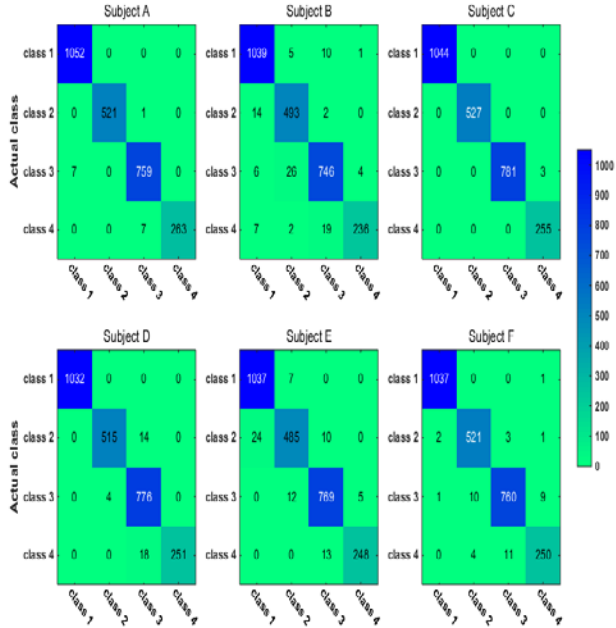 Subject A Subject B Subject C
class 1 1052 0 0 0 class 1 1039 5 10 1 class 1 1044 0 0 0
class 2 0 521 1 0 class 2 14 493 2 0 class 2 0 527 0 0
class 3 7 0 759 0 class 3 6 26 746 4 class 3 0 0 781 3
class 4 0 0 7 263 class 4 7 2 19 236 class 4 0 0 0 255
Actual class
class 1 class 2 class 3 class 4 class 1 class 2 class 3 class 4 class 1 class 2 class 3 class 4
Subject D Subject E Subject F
class 1 1032 0 0 0 class 1 1037 7 0 0 class 1 1037 0 0 1
class 2 0 515 14 0 class 2 24 485 10 0 class 2 2 521 3 1
class 3 0 4 776 0 class 3 0 12 769 5 class 3 1 10 760 9
class 4 0 0 18 251 class 4 0 0 13 248 class 4 0 4 11 250
Actual class
class 1 class 2 class 3 class 4 class 1 class 2 class 3 class 4 class 1 class 2 class 3 class 4
1000
900
800
700
600
500
400
300
200
100
0